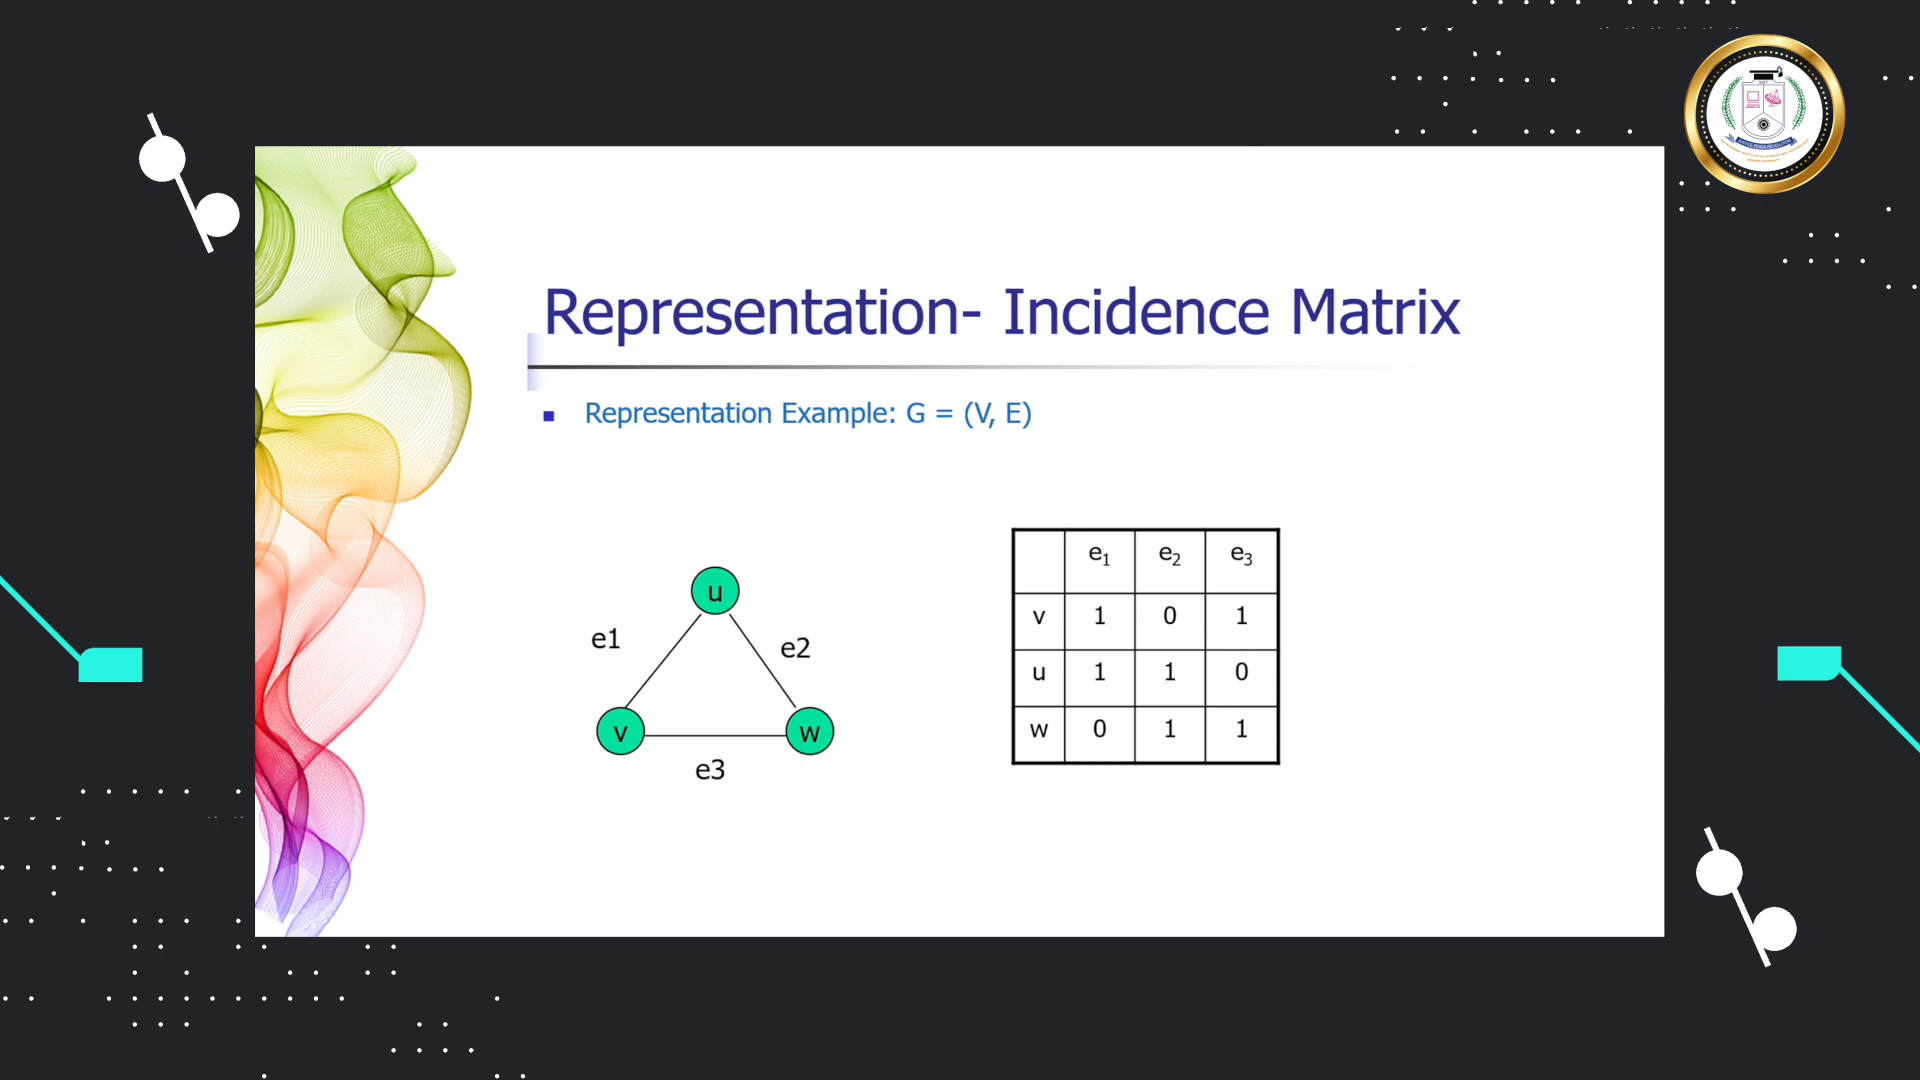 Representation- Incidence Matrix
Representation Example: G = (V, E)
u
e1
e2
v
w
e3
e1 e2 e3
v 1 0 1
u 1 1 0
w 0 1 1